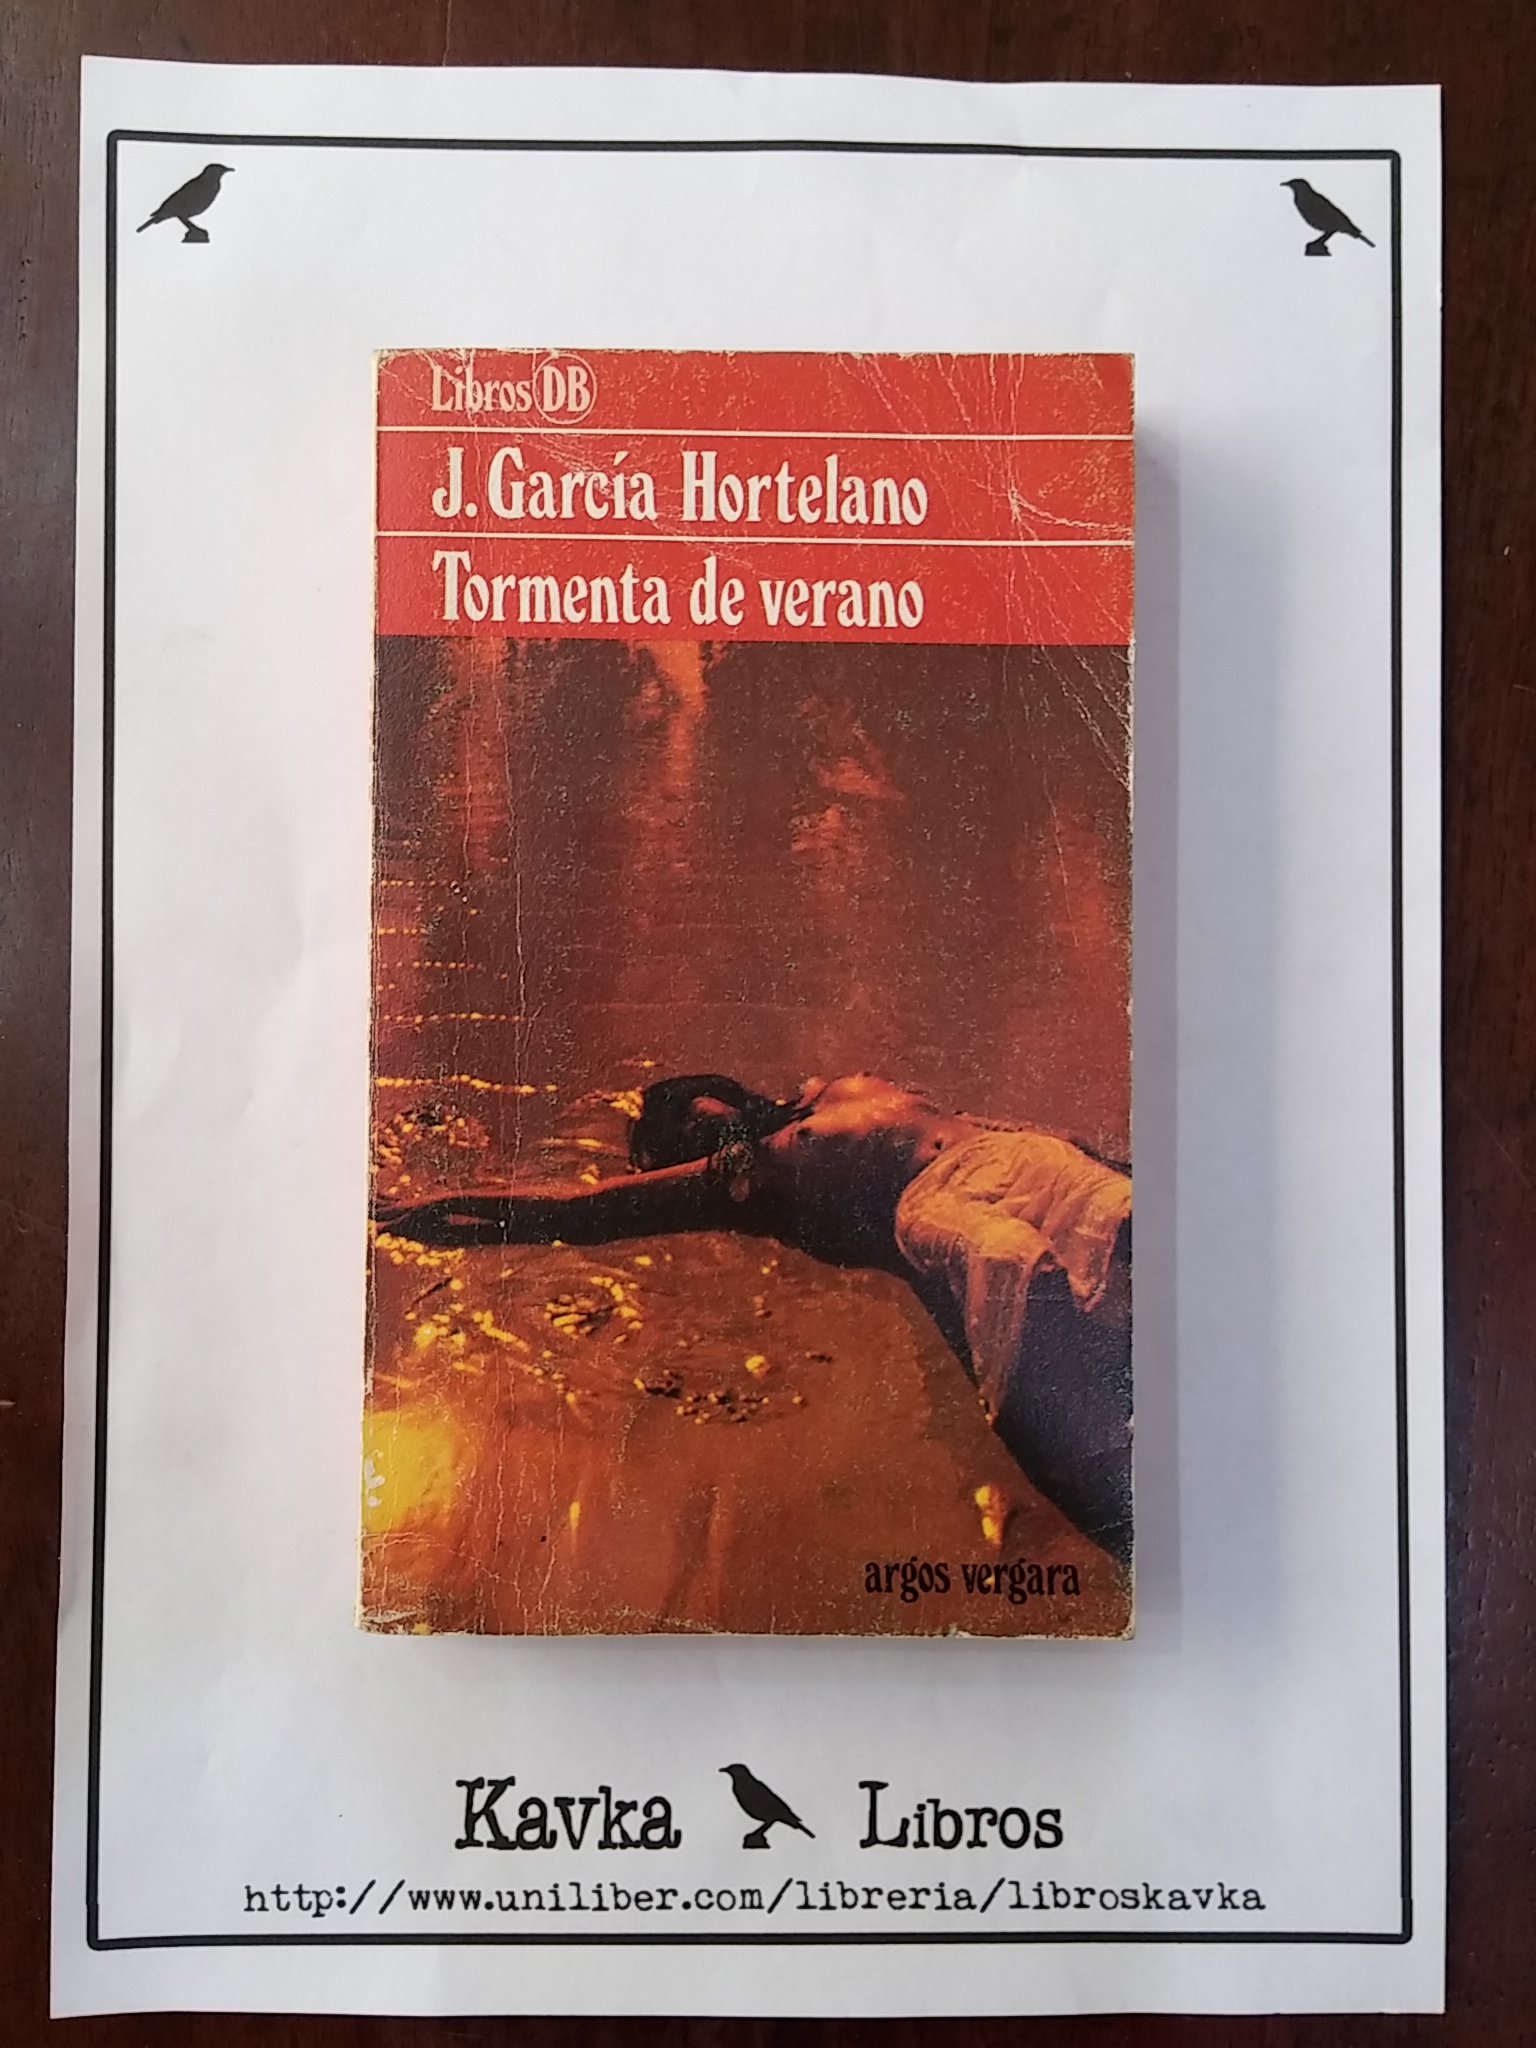 Libros DB
J. García Hortelano
Tormenta de verano
argos vergara
Kavka Libros
http://www.uniliber.com/libreria/libroskavka